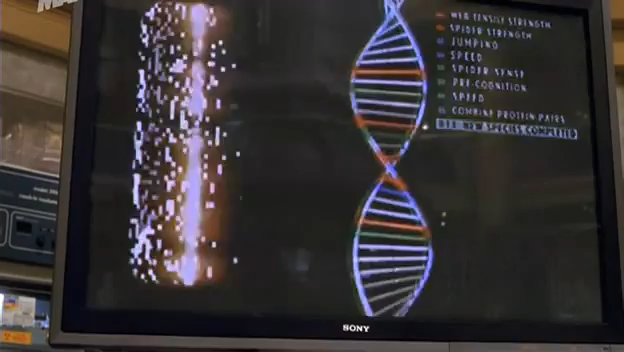 MA
WEB TENSILE STRENGTH
SPIDER STRENGTH
JUMPING
SPEED
SPIDER-SENSE
PRE-COGNITION
SPEED
COMBINE PROTEIN PAIRS
NEW SPECIES COMPLETED
SONY